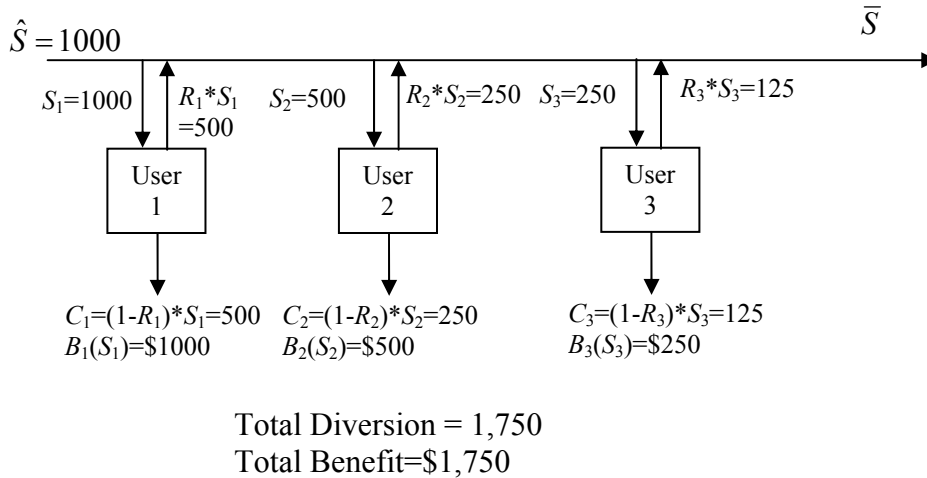 Ŝ = 1000
S̅
S₁=1000
R₁*S₁
=500
S₂=500
R₂*S₂=250
S₃=250
R₃*S₃=125
User
1
User
2
User
3
C₁=(1-R₁)*S₁=500
B₁(S₁)=$1000
C₂=(1-R₂)*S₂=250
B₂(S₂)=$500
C₃=(1-R₃)*S₃=125
B₃(S₃)=$250
Total Diversion = 1,750
Total Benefit=$1,750